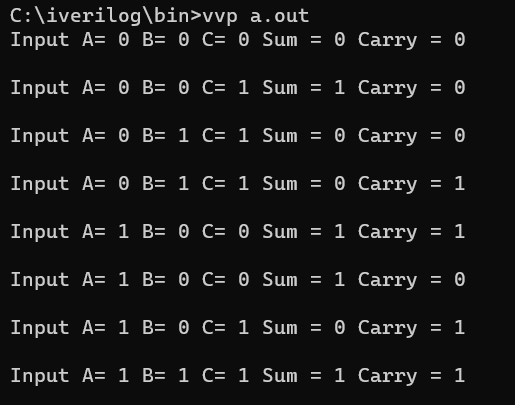 C:\iverilog\bin>vvp a.out
Input A= 0 B= 0 C= 0 Sum = 0 Carry = 0
Input A= 0 B= 0 C= 1 Sum = 1 Carry = 0
Input A= 0 B= 1 C= 1 Sum = 0 Carry = 0
Input A= 0 B= 1 C= 1 Sum = 0 Carry = 1
Input A= 1 B= 0 C= 0 Sum = 1 Carry = 1
Input A= 1 B= 0 C= 0 Sum = 1 Carry = 0
Input A= 1 B= 0 C= 1 Sum = 0 Carry = 1
Input A= 1 B= 1 C= 1 Sum = 1 Carry = 1